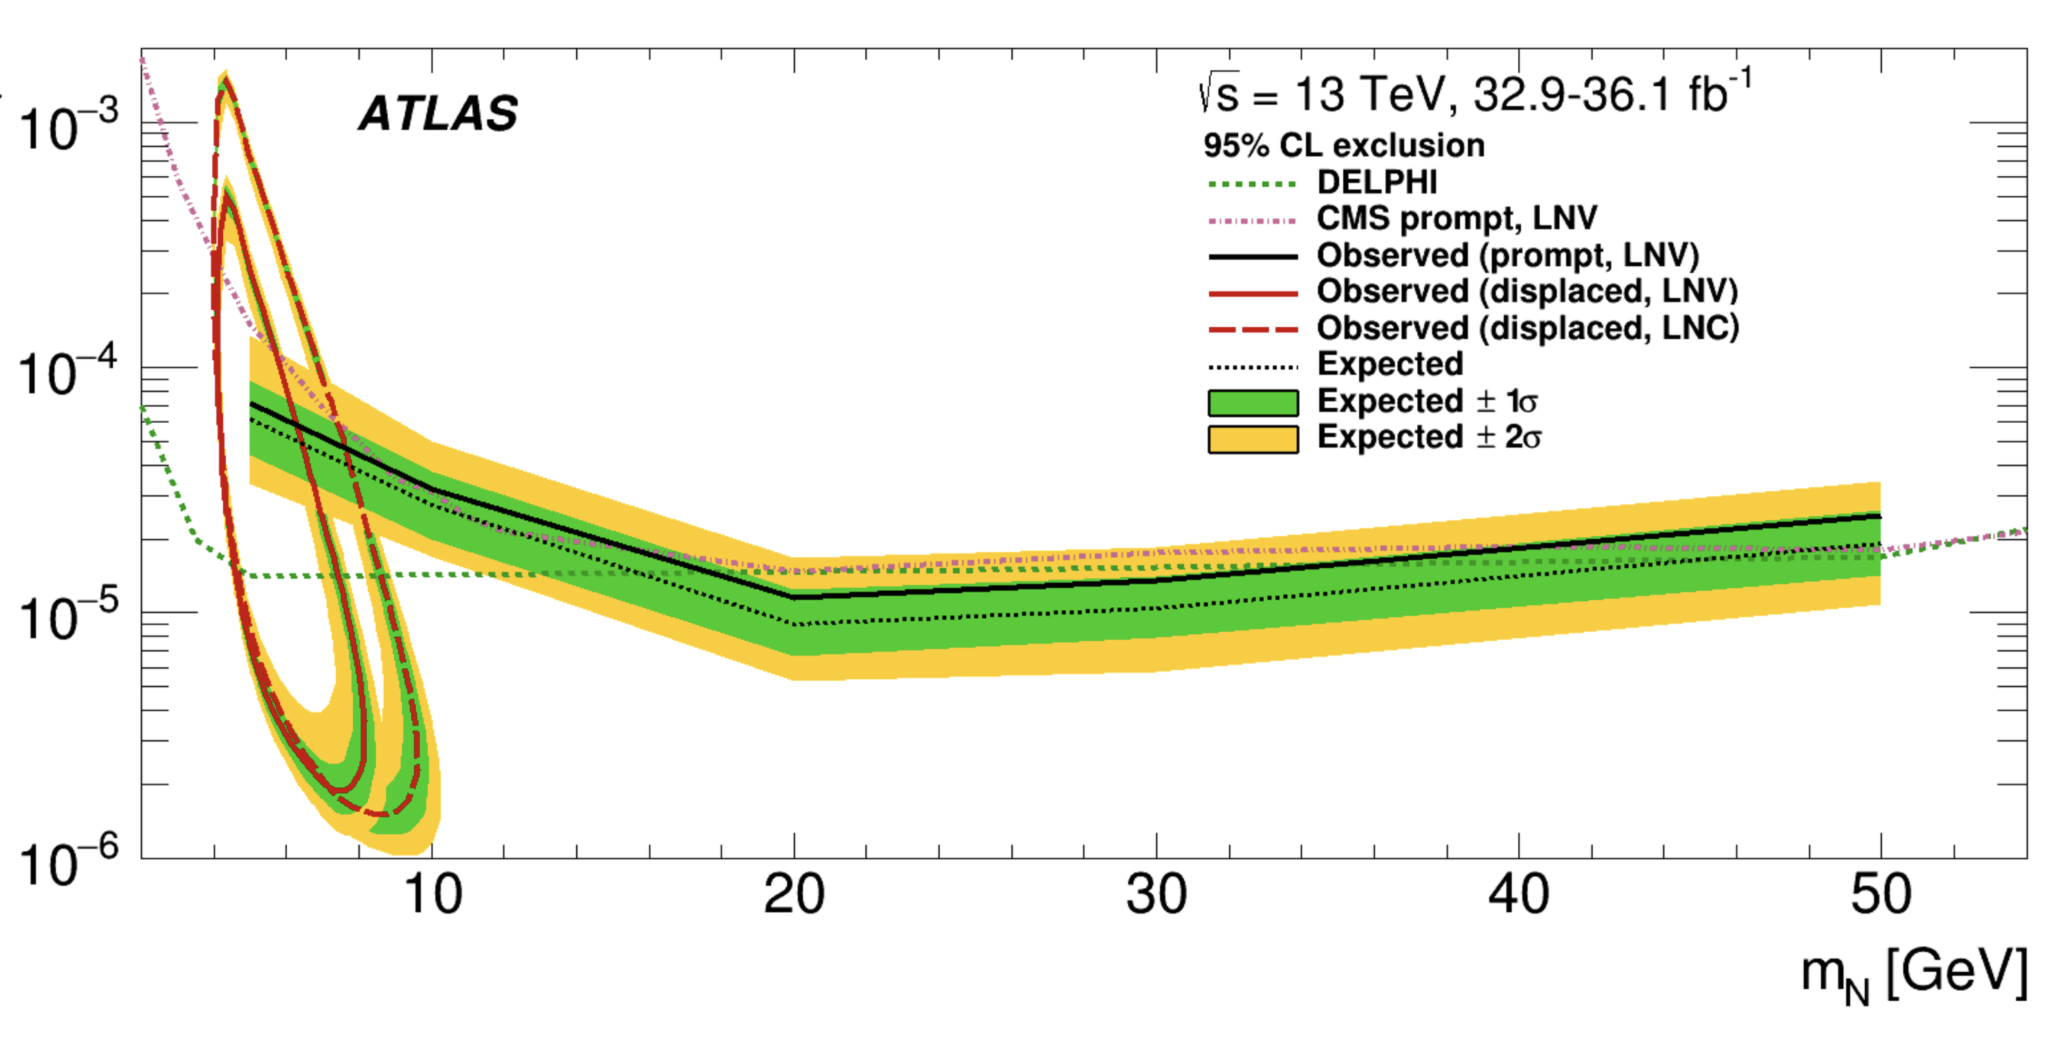 ATLAS
√s = 13 TeV, 32.9-36.1 fb⁻¹
95% CL exclusion
DELPHI
CMS prompt, LNV
Observed (prompt, LNV)
Observed (displaced, LNV)
Observed (displaced, LNC)
Expected
Expected ± 1σ
Expected ± 2σ
10⁻³
10⁻⁴
10⁻⁵
10⁻⁶
10 20 30 40 50
m_N [GeV]